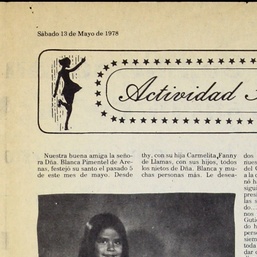 Sábado 13 de Mayo de 1978
Actividad
Nuestra buena amiga la seño-
ra Dña. Blanca Pimentel de Are-
nas, festejo su santo el pasado 5
de este mes de mayo. Desde
thy, con su hija Carmelita, Fanny
de Llamas, con sus hijos, todos
los nietos de Dña. Blanca y mu-
chas personas más. Le desea-